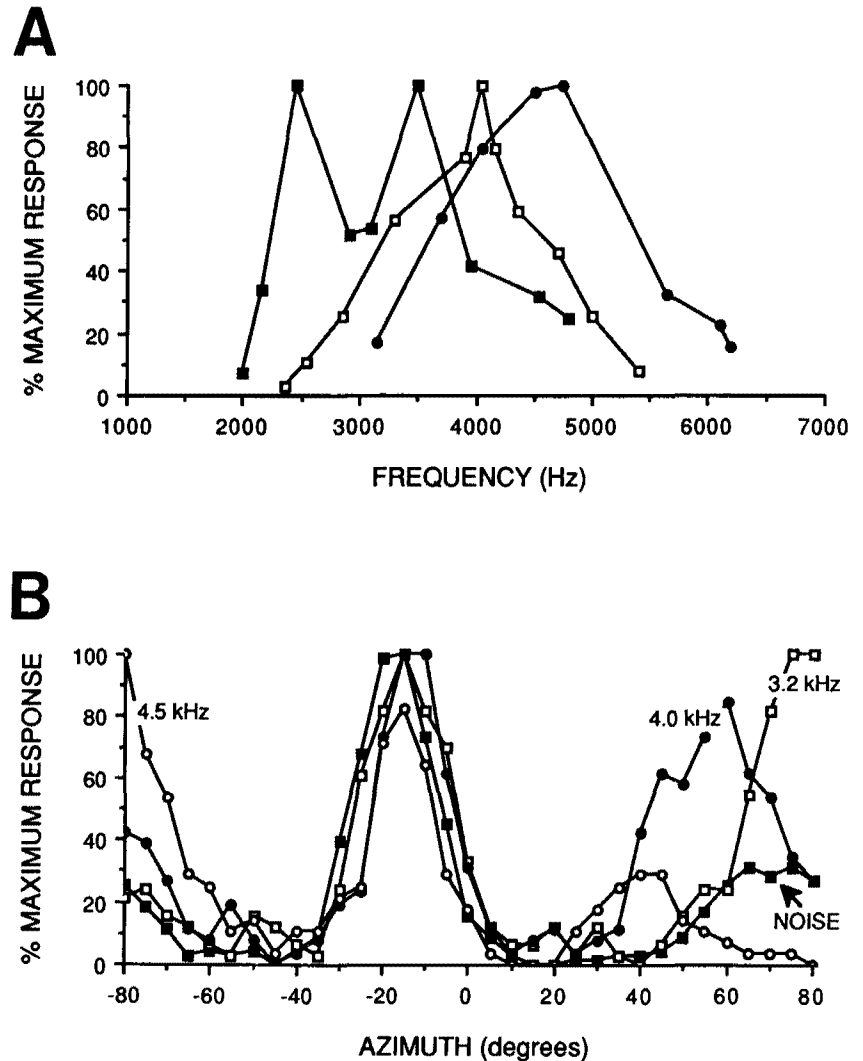 A
100
80
60
40
20
0
% MAXIMUM RESPONSE
1000 2000 3000 4000 5000 6000 7000
FREQUENCY (Hz)
B
100
80
60
40
20
0
% MAXIMUM RESPONSE
4.5 kHz
4.0 kHz
3.2 kHz
NOISE
-80 -60 -40 -20 0 20 40 60 80
AZIMUTH (degrees)